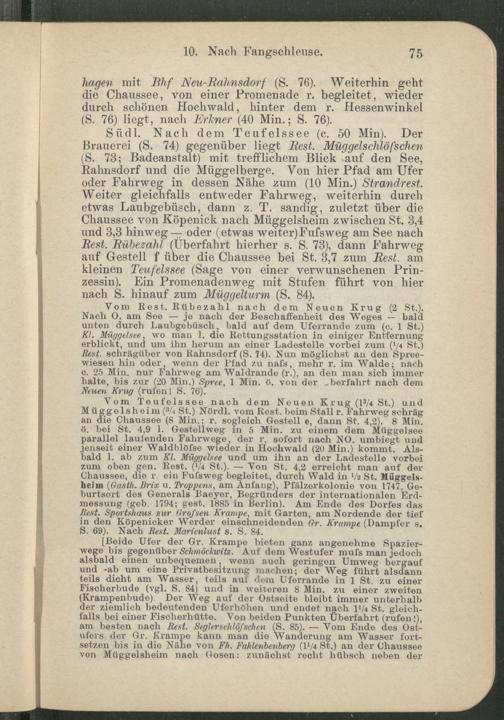 10. Nach Fangschleuse. 75
hagen mit Bhf Neu-Rahnsdorf (S. 76). Weiterhin geht
die Chaussee, von einer Promenade r. begleitet, wieder
durch schönen Hochwald, hinter dem r. Hessenwinkel
(S. 76) liegt, nach Erkner (40 Min.; S. 76).
Südl. Nach dem Teufelssee (c. 50 Min). Der
Brauerei (S. 74) gegenüber liegt Rest. Müggelschlößchen
(S. 73; Badeanstalt) mit trefflichem Blick auf den See,
Rahnsdorf und die Müggelberge. Von hier Pfad am Ufer
oder Fahrweg in dessen Nähe zum (10 Min.) Strandrest.
Weiter gleichfalls entweder Fahrweg, weiterhin durch
etwas Laubgebüsch, dann z. T. sandig, zuletzt über die
Chaussee von Köpenick nach Müggelsheim zwischen St. 3,4
und 3,3 hinweg — oder (etwas weiter) Fußweg am See nach
Rest. Rübezahl (Überfahrt hierher s. S. 73), dann Fahrweg
auf Gestell f über die Chaussee bei St. 3,7 zum Rest. am
kleinen Teufelssee (Sage von einer verwunschenen Prin-
zessin). Ein Promenadenweg mit Stufen führt von hier
nach S. hinauf zum Müggelturm (S. 84).
Vom Rest. Rübezahl nach dem Neuen Krug (2 St.).
Nach O. am See — je nach der Beschaffenheit des Weges — bald
unten durch Laubgebüsch, bald auf dem Uferrande zum (c. 1 St.)
Kl. Müggelsee, wo man l. die Rettungsstation in einiger Entfernung
erblickt, und um ihn herum an einer Ladestelle vorbei zum (¼ St.)
Rest. schrägüber von Rahnsdorf (S. 74). Nun möglichst an den Spree-
wiesen hin oder, wenn der Pfad zu naß, mehr r. im Walde; nach
c. 25 Min. nur Fahrweg am Waldrande (r.), an den man sich immer
halte, bis zur (20 Min.) Spree, 1 Min. ö. von der berfahrt nach dem
Neuen Krug (rufen! S. 76).
Vom Teufelssee nach dem Neuen Krug (1¾ St.) und
Müggelsheim (¾ St.) Nördl. vom Rest. beim Stall r. Fahrweg schräg
an die Chaussee (8 Min.; r. sogleich Gestell e, dann St. 4,2). 8 Min.
ö. bei St. 4,9 l. Gestellweg in 5 Min. zu einem dem Müggelsee
parallel laufenden Fahrwege, der r. sofort nach NO. umbiegt und
jenseit einer Waldblöße wieder in Hochwald (20 Min.) kommt. Als-
bald l. ab zum Kl. Müggelsee und um ihn an der Ladestelle vorbei
zum oben gen. Rest. (¼ St.). — Von St. 4,2 erreicht man auf der
Chaussee, die r. ein Fußweg begleitet, durch Wald in ½ St. Müggels-
heim (Gasth. Briz u. Troppens, am Anfang), Pfälzerkolonie von 1747, Ge-
burtsort des Generals Baeyer, Begründers der internationalen Erd-
messung (geb. 1794; gest. 1885 in Berlin). Am Ende des Dorfes das
Rest. Sportshaus zur Großen Krampe, mit Garten, am Nordende der tief
in den Köpenicker Werder einschneidenden Gr. Krampe (Dampfer s.
S. 69). Nach Rest. Marienlust s. S. 84.
[Beide Ufer der Gr. Krampe bieten ganz angenehme Spazier-
wege bis gegenüber Schmöckwitz. Auf dem Westufer muß man jedoch
alsbald einen unbequemen, wenn auch geringen Umweg bergauf
und -ab um eine Privatbesitzung machen; der Weg führt alsdann
teils dicht am Wasser, teils auf dem Uferrande in 1 St. zu einer
Fischerbude (vgl. S. 84) und in weiteren 8 Min. zu einer zweiten
(Krampenbude). Der Weg auf der Ostseite bleibt immer unterhalb
der ziemlich bedeutenden Uferhöhen und endet nach 1¼ St. gleich-
falls bei einer Fischerhütte. Von beiden Punkten Überfahrt (rufen!),
am besten nach Rest. Seglerschlößchen (S. 85). — Vom Ende des Ost-
ufers der Gr. Krampe kann man die Wanderung am Wasser fort-
setzen bis in die Nähe von Fh. Fahlenbenberg (1¼ St.) an der Chaussee
von Müggelsheim nach Gosen: zunächst recht hübsch neben der